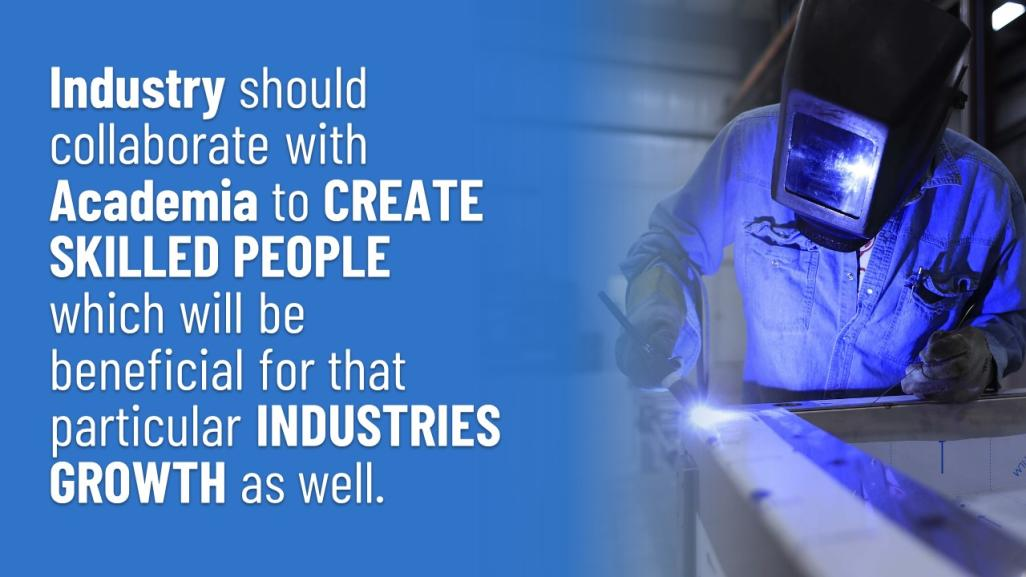 Industry should
collaborate with
Academia to CREATE
SKILLED PEOPLE
which will be
beneficial for that
particular INDUSTRIES
GROWTH as well.